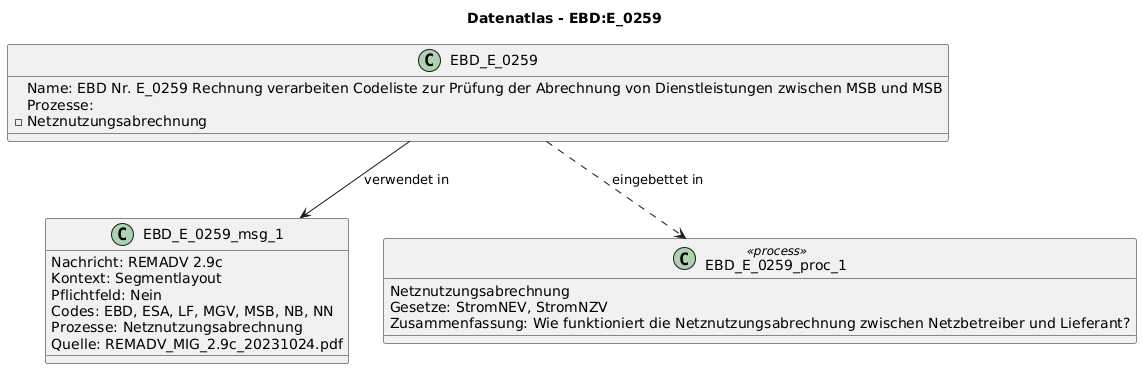 Datenatlas - EBD:E_0259
C EBD_E_0259
Name: EBD Nr. E_0259 Rechnung verarbeiten Codeliste zur Prüfung der Abrechnung von Dienstleistungen zwischen MSB und MSB
Prozesse:
Netznutzungsabrechnung
verwendet in
eingebettet in
C EBD_E_0259_msg_1
Nachricht: REMADV 2.9c
Kontext: Segmentlayout
Pflichtfeld: Nein
Codes: EBD, ESA, LF, MGV, MSB, NB, NN
Prozesse: Netznutzungsabrechnung
Quelle: REMADV_MIG_2.9c_20231024.pdf
«process»
C EBD_E_0259_proc_1
Netznutzungsabrechnung
Gesetze: StromNEV, StromNZV
Zusammenfassung: Wie funktioniert die Netznutzungsabrechnung zwischen Netzbetreiber und Lieferant?